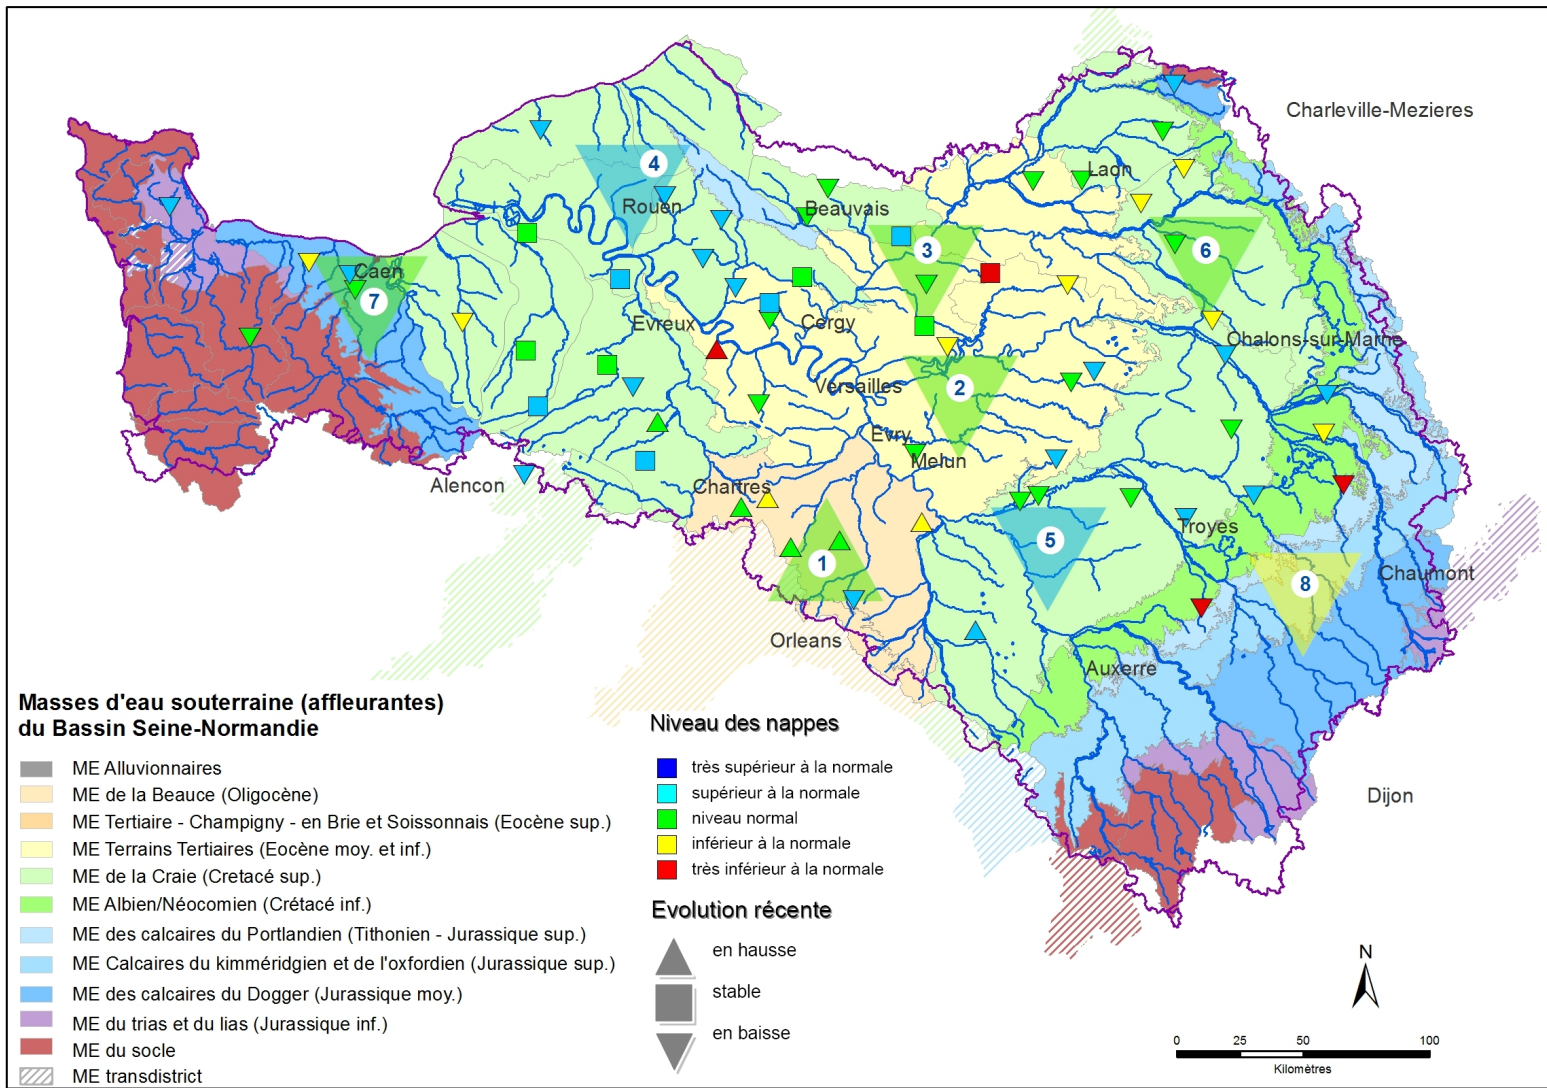 Charleville-Mezieres
4
Laon
Rouen
Beauvais
3
6
Caen
7
Evreux
Cergy
Chalons-sur-Marne
Versailles
2
Evry
Melun
Alencon
Chartres
Troyes
5
1
Chaumont
8
Orleans
Auxerre
Dijon
Masses d'eau souterraine (affleurantes)
du Bassin Seine-Normandie
ME Alluvionnaires
ME de la Beauce (Oligocène)
ME Tertiaire - Champigny - en Brie et Soissonnais (Eocène sup.)
ME Terrains Tertiaires (Eocène moy. et inf.)
ME de la Craie (Cretacé sup.)
ME Albien/Néocomien (Crétacé inf.)
ME des calcaires du Portlandien (Tithonien - Jurassique sup.)
ME Calcaires du kimméridgien et de l'oxfordien (Jurassique sup.)
ME des calcaires du Dogger (Jurassique moy.)
ME du trias et du lias (Jurassique inf.)
ME du socle
ME transdistrict
Niveau des nappes
très supérieur à la normale
supérieur à la normale
niveau normal
inférieur à la normale
très inférieur à la normale
Evolution récente
en hausse
stable
en baisse
N
0 25 50 100
Kilomètres